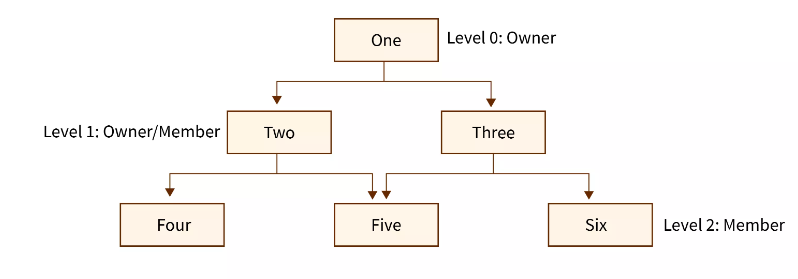 One
Level 0: Owner
Level 1: Owner/Member
Two
Three
Four
Five
Six
Level 2: Member